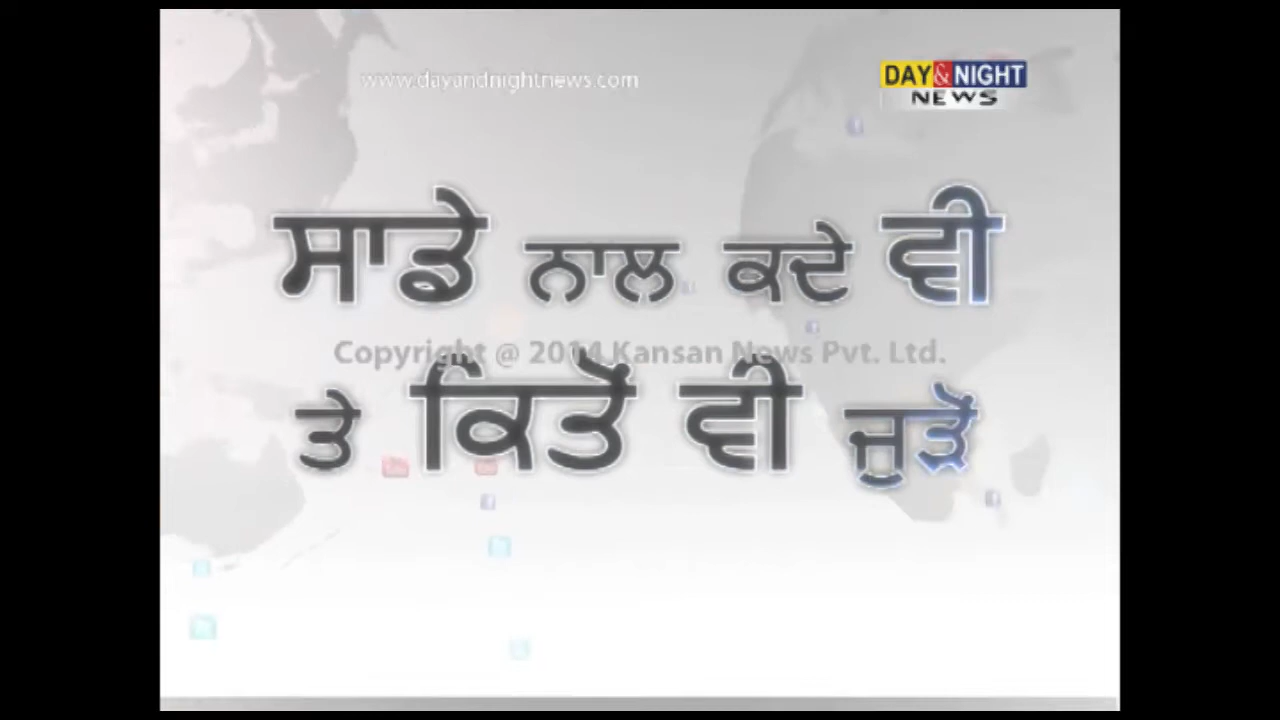 www.dayandnightnews.com
DAY&NIGHT
NEWS
ਸਾਡੇ ਨਾਲ ਕਦੇ ਵੀ
Copyright @ 2014 Kansan News Pvt. Ltd.
ਤੇ ਕਿਤੋਂ ਵੀ ਜੁੜੋਂ